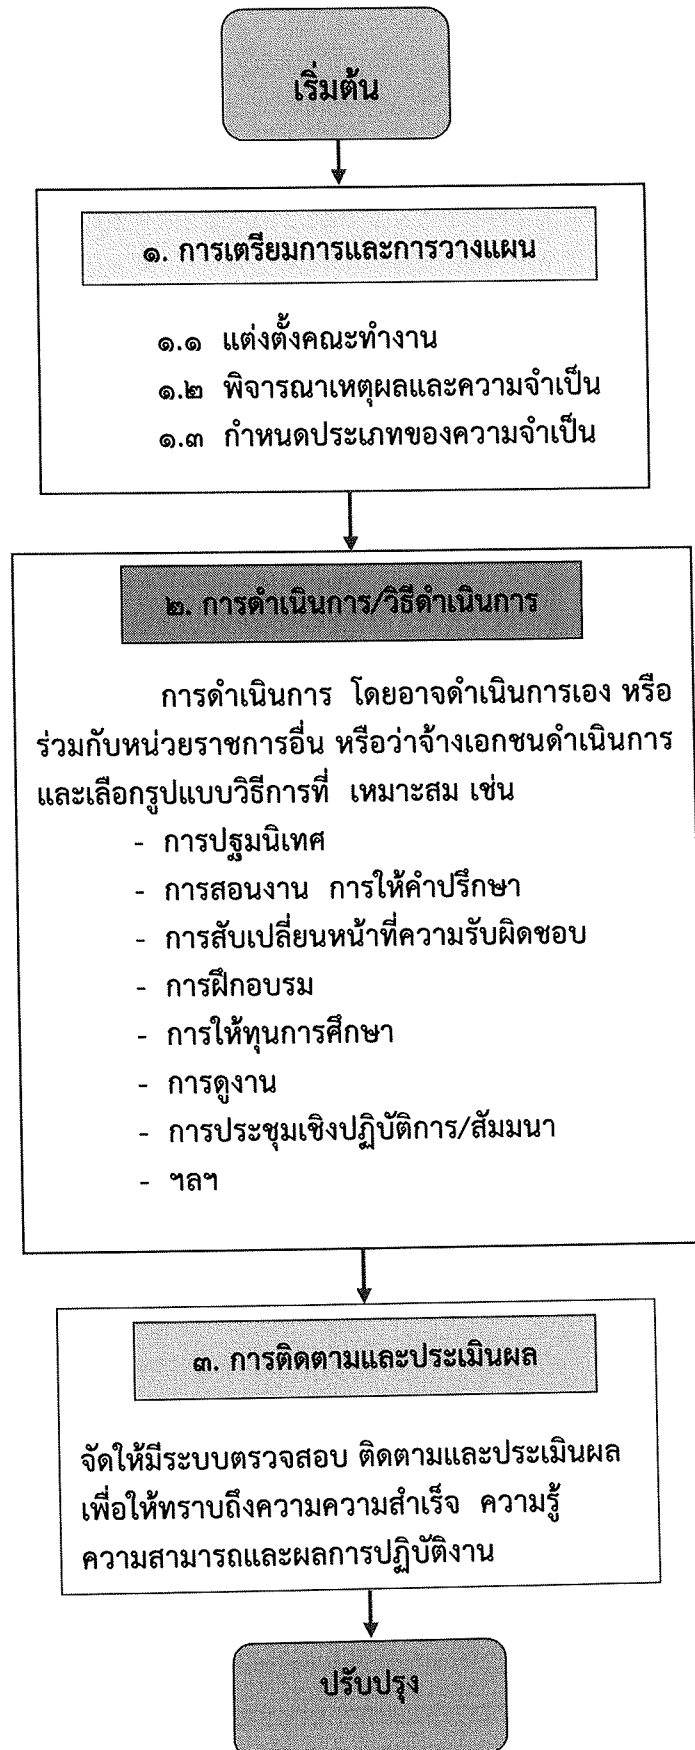 เริ่มต้น
๑. การเตรียมการและการวางแผน
๑.๑ แต่งตั้งคณะทำงาน
๑.๒ พิจารณาเหตุผลและความจำเป็น
๑.๓ กำหนดประเภทของความจำเป็น
๒. การดำเนินการ/วิธีดำเนินการ
การดำเนินการ โดยอาจดำเนินการเอง หรือ
ร่วมกับหน่วยราชการอื่น หรือว่าจ้างเอกชนดำเนินการ
และเลือกรูปแบบวิธีการที่ เหมาะสม เช่น
- การปฐมนิเทศ
- การสอนงาน การให้คำปรึกษา
- การสับเปลี่ยนหน้าที่ความรับผิดชอบ
- การฝึกอบรม
- การให้ทุนการศึกษา
- การดูงาน
- การประชุมเชิงปฏิบัติการ/สัมมนา
- ฯลฯ
๓. การติดตามและประเมินผล
จัดให้มีระบบตรวจสอบ ติดตามและประเมินผล
เพื่อให้ทราบถึงความความสำเร็จ ความรู้
ความสามารถและผลการปฏิบัติงาน
ปรับปรุง